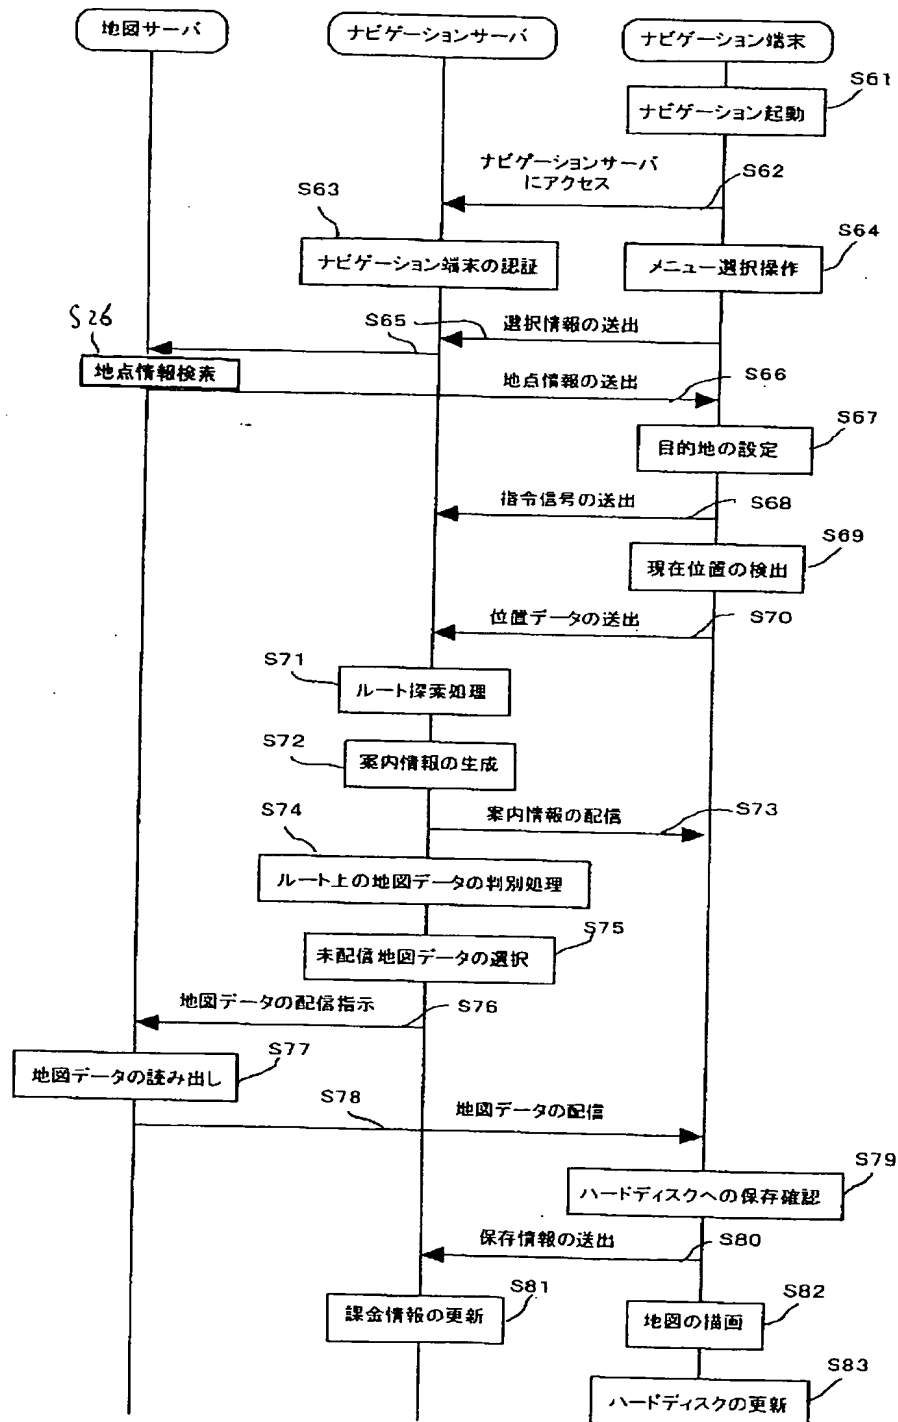 地図サーバ
ナビゲーションサーバ
ナビゲーション端末
S61
ナビゲーション起動
ナビゲーションサーバ
にアクセス
S62
S63
ナビゲーション端末の認証
S64
メニュー選択操作
S26
S65
選択情報の送出
地点情報検索
地点情報の送出
S66
S67
目的地の設定
指令信号の送出
S68
S69
現在位置の検出
位置データの送出
S70
S71
ルート探索処理
S72
案内情報の生成
案内情報の配信
S73
S74
ルート上の地図データの判別処理
S75
未配信地図データの選択
地図データの配信指示
S76
S77
地図データの読み出し
S78
地図データの配信
S79
ハードディスクへの保存確認
保存情報の送出
S80
S81
課金情報の更新
S82
地図の描画
S83
ハードディスクの更新